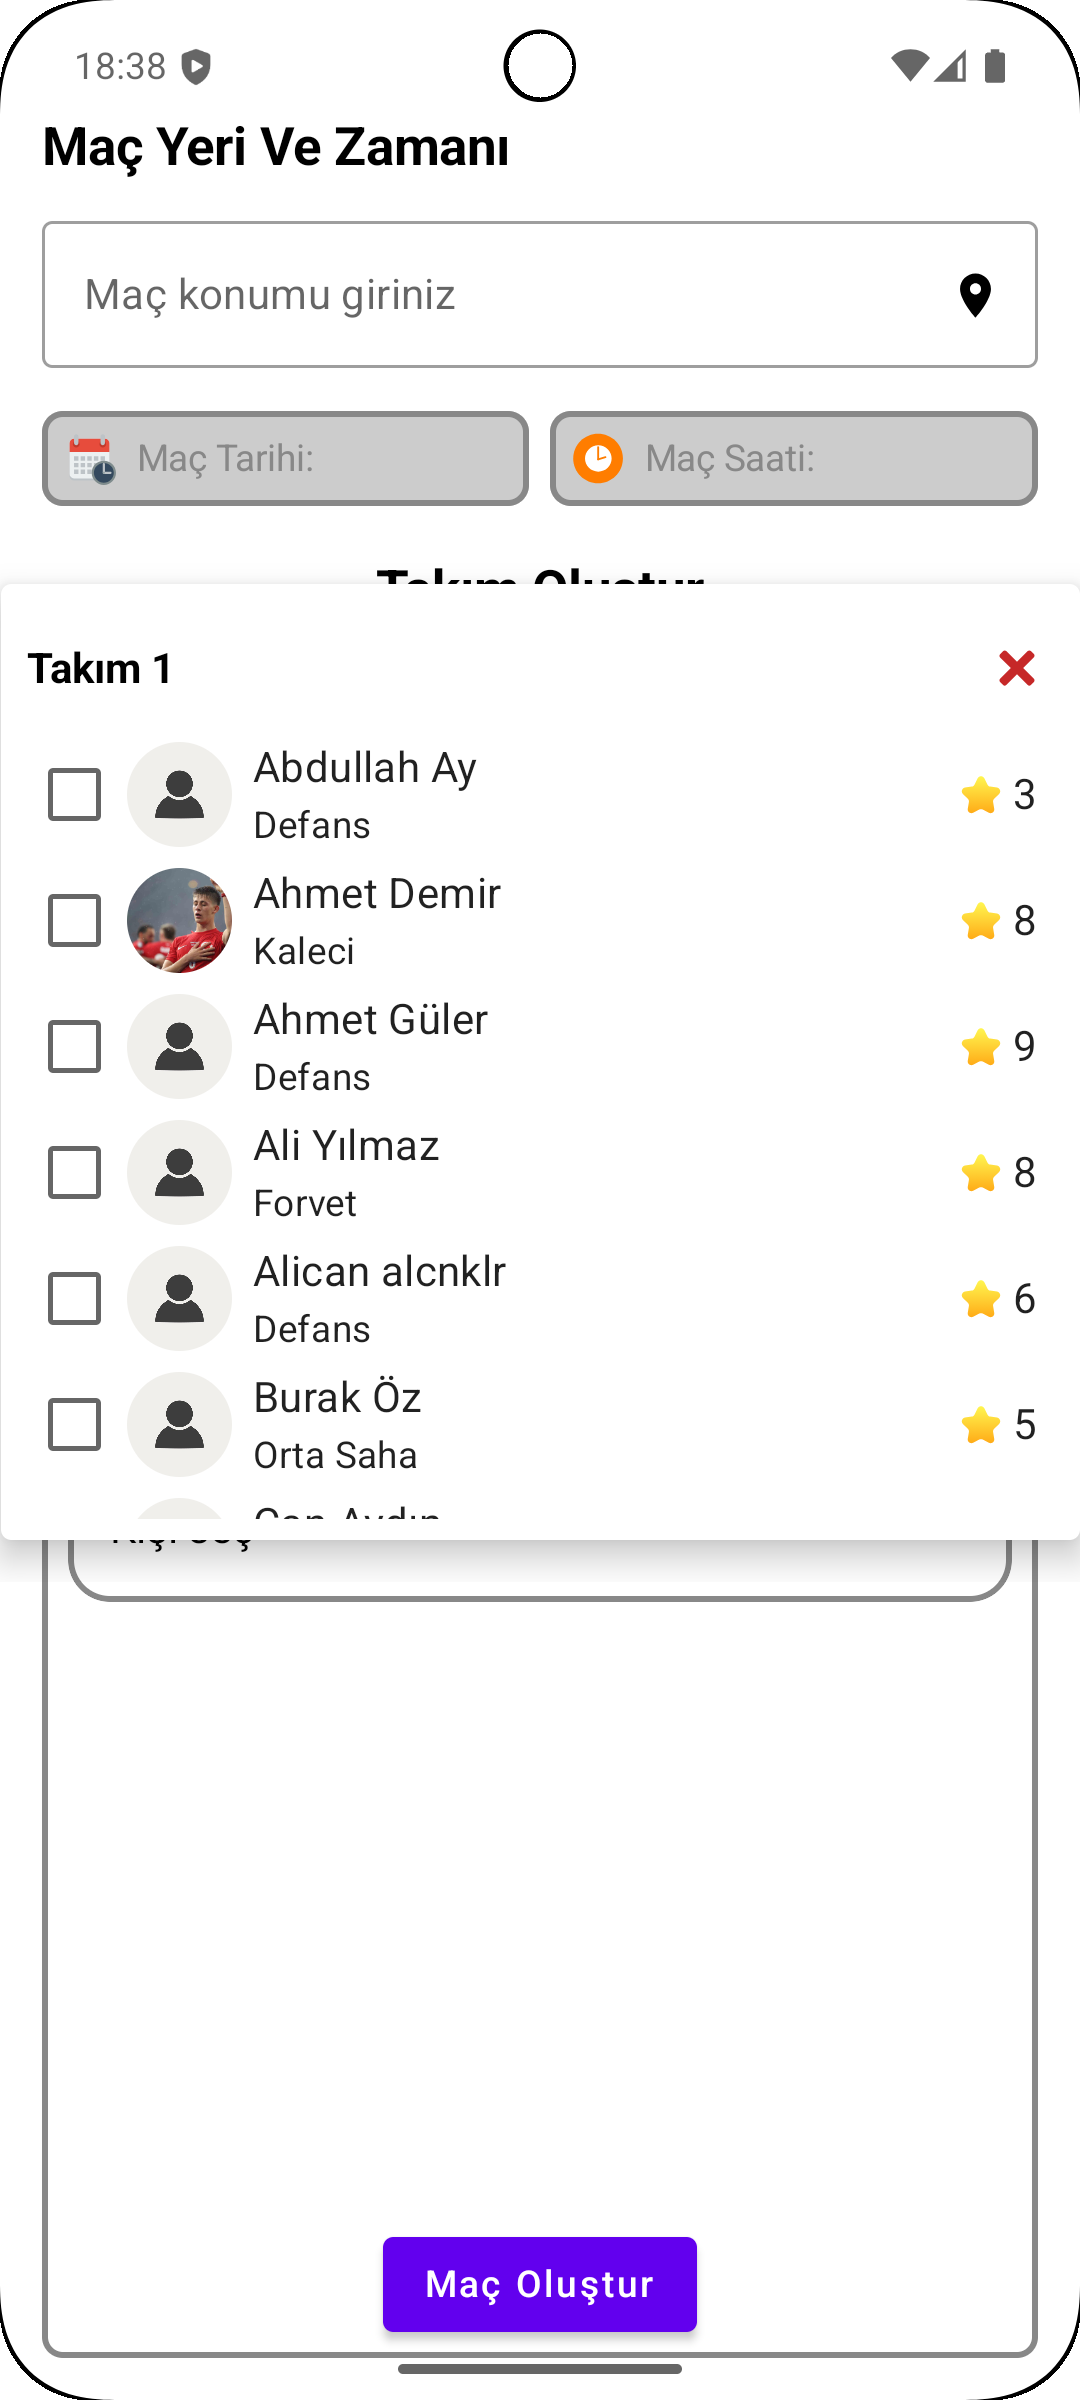 18:38
Maç Yeri Ve Zamanı
Maç konumu giriniz
Maç Tarihi:
Maç Saati:
Takım Oluştur
Takım 1
Abdullah Ay
Defans
3
Ahmet Demir
Kaleci
8
Ahmet Güler
Defans
9
Ali Yılmaz
Forvet
8
Alican alcnklr
Defans
6
Burak Öz
Orta Saha
5
Can Aydın
Kişi Seç
Maç Oluştur